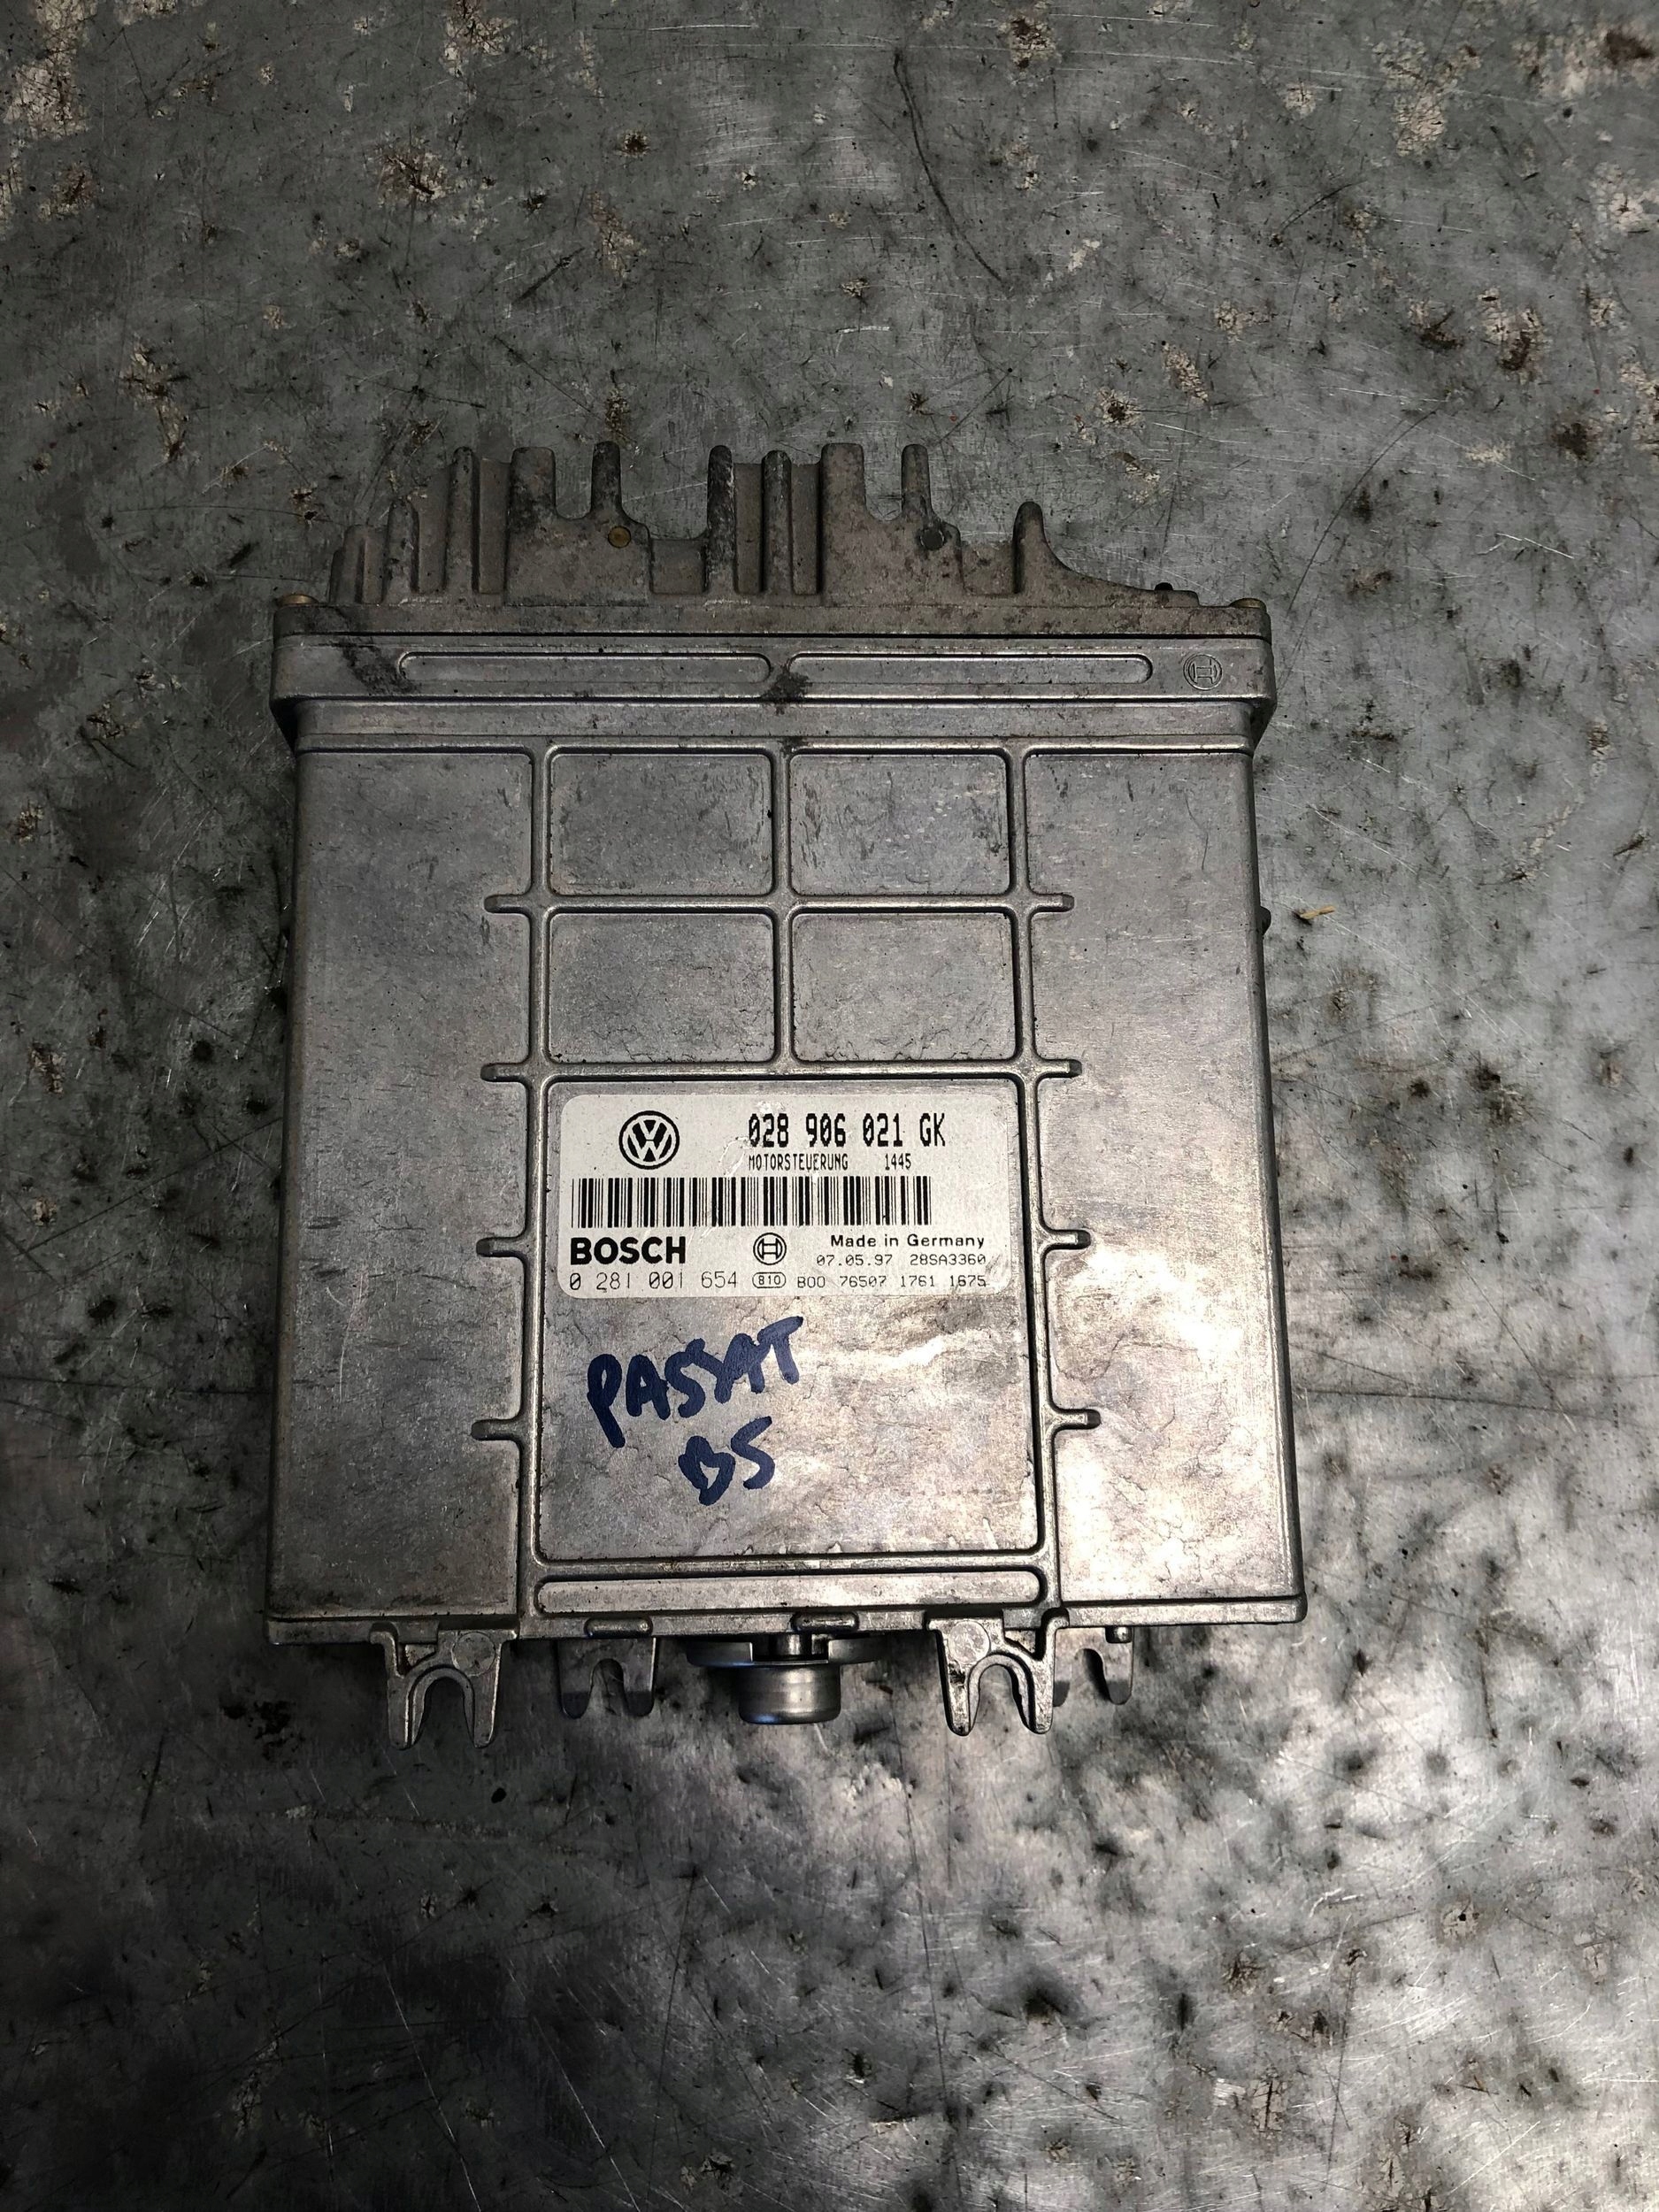 028 906 021 GK
MOTORSTEUERUNG 1445
BOSCH Made in Germany
07.05.97 28SA3360
0 281 001 654 B10 B00 76507 1761 1675
PASSAT
B5